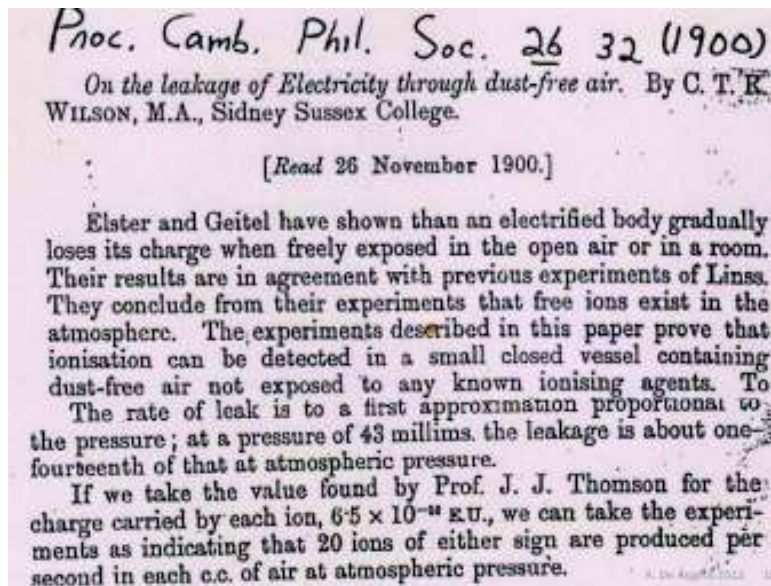 Proc. Camb. Phil. Soc. 26 32 (1900)
On the leakage of Electricity through dust-free air. By C. T. R.
WILSON, M.A., Sidney Sussex College.
[Read 26 November 1900.]
Elster and Geitel have shown than an electrified body gradually
loses its charge when freely exposed in the open air or in a room.
Their results are in agreement with previous experiments of Linss.
They conclude from their experiments that free ions exist in the
atmosphere. The experiments described in this paper prove that
ionisation can be detected in a small closed vessel containing
dust-free air not exposed to any known ionising agents. To
The rate of leak is to a first approximation proportional to
the pressure; at a pressure of 43 millims. the leakage is about one-
fourteenth of that at atmospheric pressure.
If we take the value found by Prof. J. J. Thomson for the
charge carried by each ion, 6·5 × E.U., we can take the experi-
ments as indicating that 20 ions of either sign are produced per
second in each c.c. of air at atmospheric pressure.